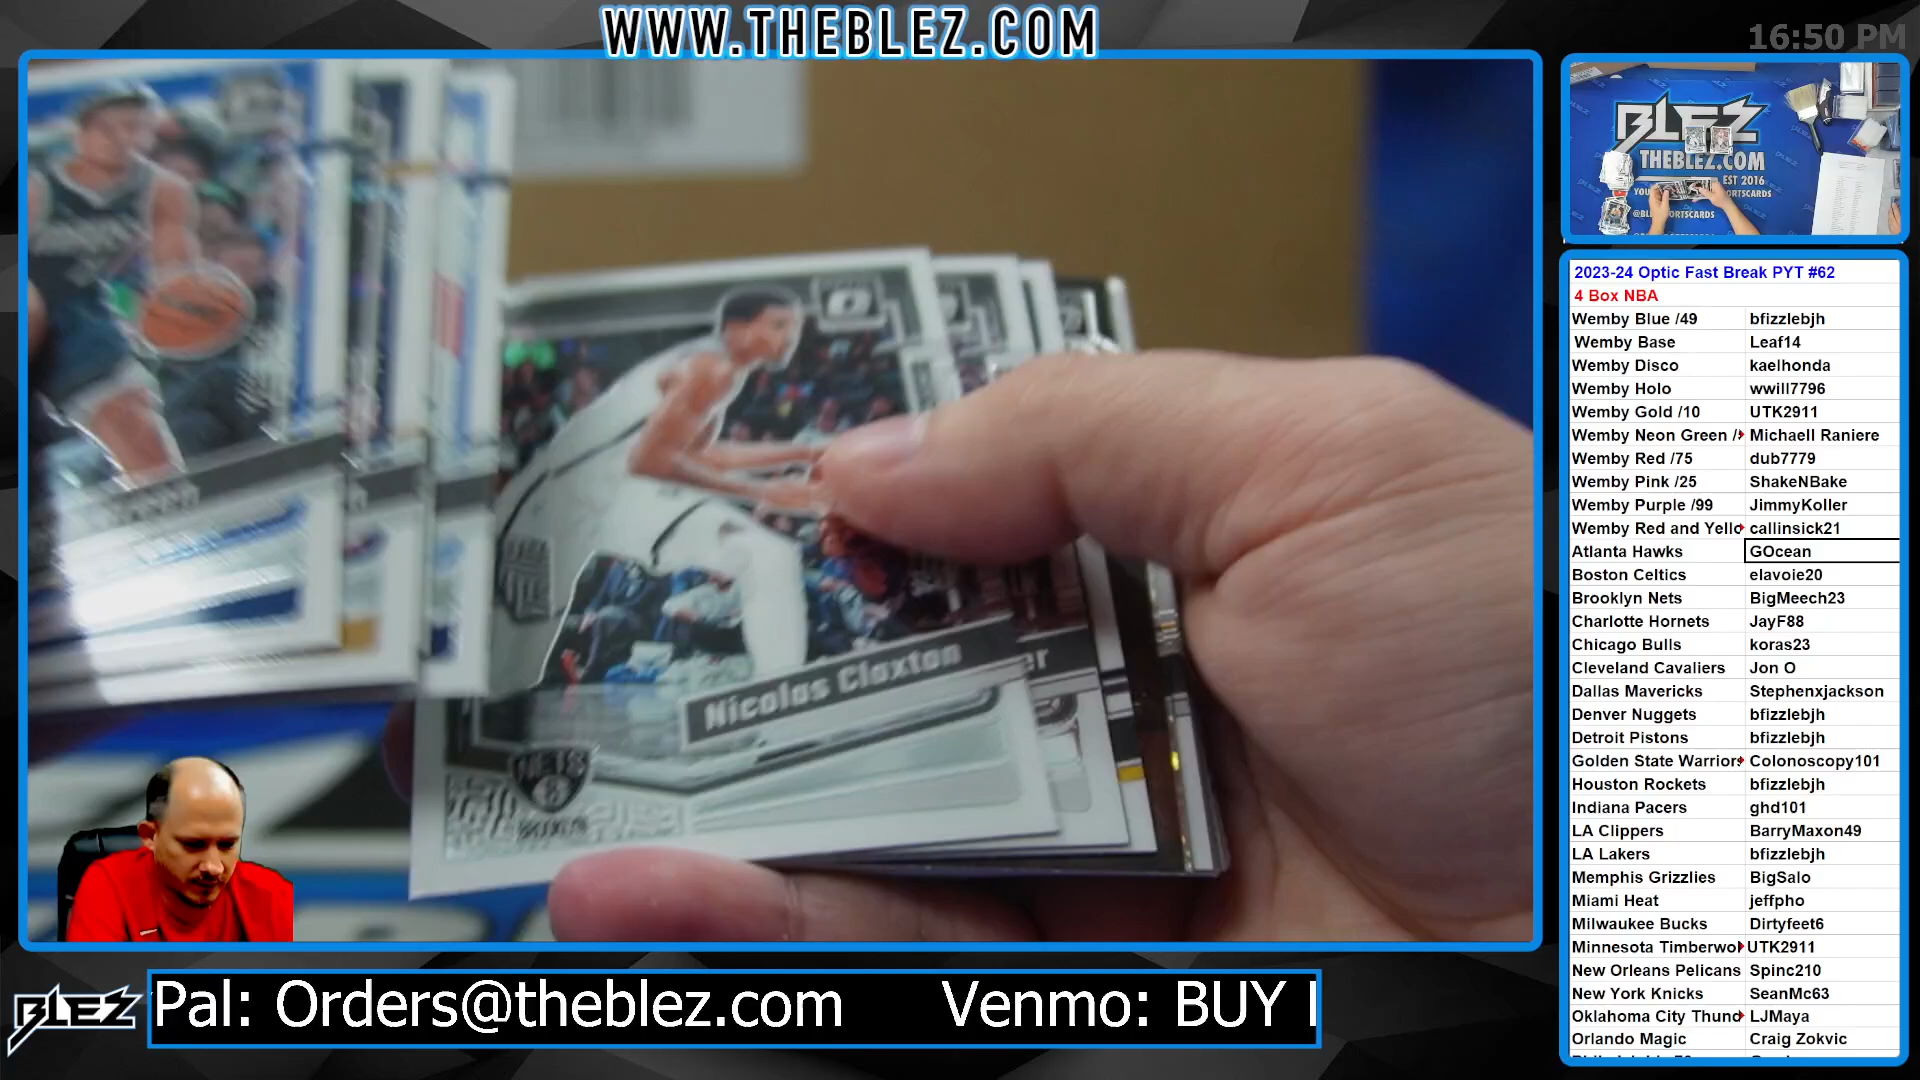 WWW.THEBLEZ.COM
16:50 PM
BLEZ
THEBLEZ.COM
EST 2016
Nicolas Claxton
NETS
2023-24 Optic Fast Break PYT #62
4 Box NBA
Wemby Blue /49 bfizzlebjh
Wemby Base Leaf14
Wemby Disco kaelhonda
Wemby Holo wwill7796
Wemby Gold /10 UTK2911
Wemby Neon Green / Michaell Raniere
Wemby Red /75 dub7779
Wemby Pink /25 ShakeNBake
Wemby Purple /99 JimmyKoller
Wemby Red and Yello callinsick21
Atlanta Hawks GOcean
Boston Celtics elavoie20
Brooklyn Nets BigMeech23
Charlotte Hornets JayF88
Chicago Bulls koras23
Cleveland Cavaliers Jon O
Dallas Mavericks Stephenxjackson
Denver Nuggets bfizzlebjh
Detroit Pistons bfizzlebjh
Golden State Warriors Colonoscopy101
Houston Rockets bfizzlebjh
Indiana Pacers ghd101
LA Clippers BarryMaxon49
LA Lakers bfizzlebjh
Memphis Grizzlies BigSalo
Miami Heat jeffpho
Milwaukee Bucks Dirtyfeet6
Minnesota Timberwol UTK2911
New Orleans Pelicans Spinc210
New York Knicks SeanMc63
Oklahoma City Thund LJMaya
Orlando Magic Craig Zokvic
BLEZ
Pal: Orders@theblez.com Venmo: BUY